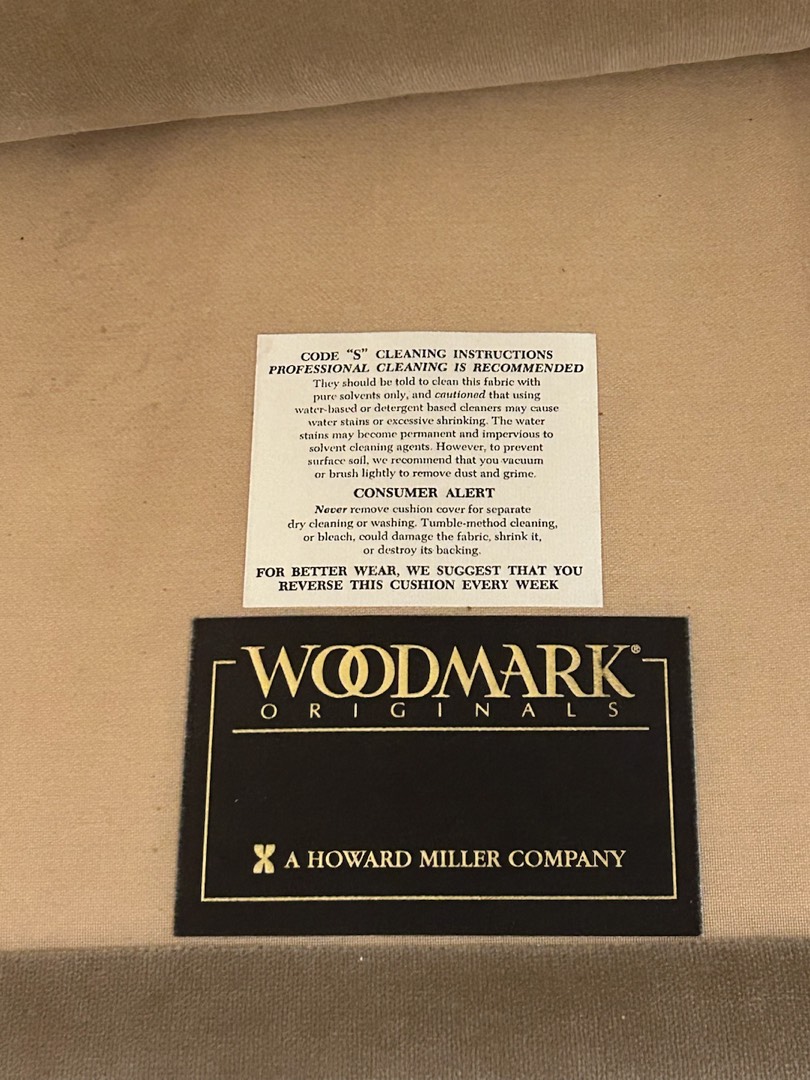 CODE "S" CLEANING INSTRUCTIONS
PROFESSIONAL CLEANING IS RECOMMENDED
They should be told to clean this fabric with
pure solvents only, and cautioned that using
water-based or detergent based cleaners may cause
water stains or excessive shrinking. The water
stains may become permanent and impervious to
solvent cleaning agents. However, to prevent
surface soil, we recommend that you vacuum
or brush lightly to remove dust and grime.
CONSUMER ALERT
Never remove cushion cover for separate
dry cleaning or washing. Tumble-method cleaning,
or bleach, could damage the fabric, shrink it,
or destroy its backing.
FOR BETTER WEAR, WE SUGGEST THAT YOU
REVERSE THIS CUSHION EVERY WEEK
WOODMARK®
ORIGINALS
A HOWARD MILLER COMPANY